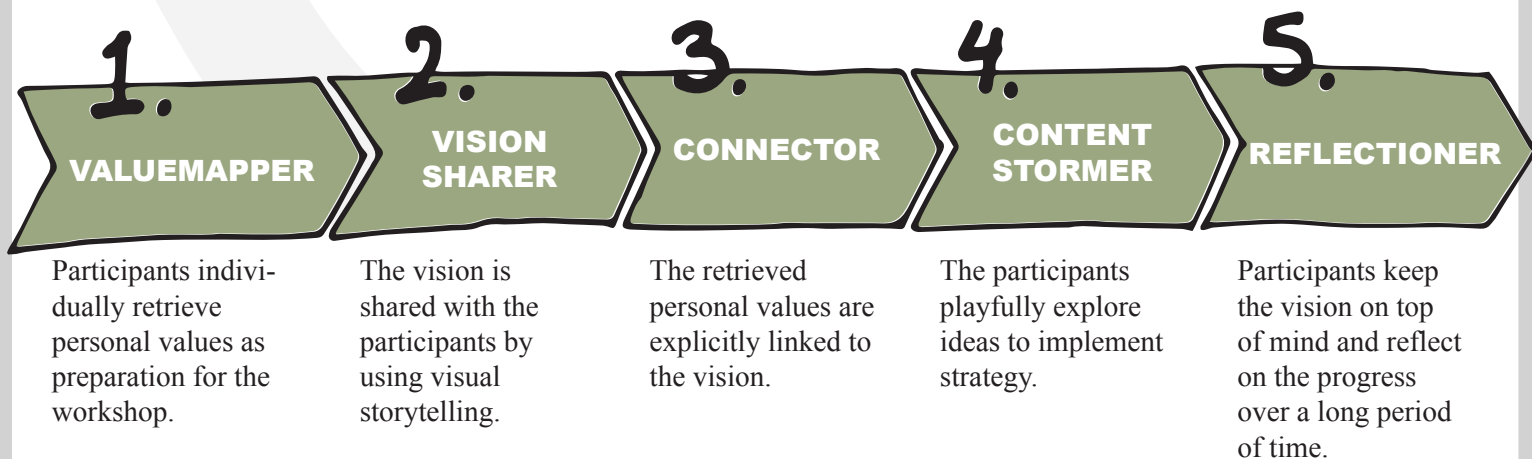 1.
VALUEMAPPER
Participants indivi-
dually retrieve
personal values as
preparation for the
workshop.
2.
VISION
SHARER
The vision is
shared with the
participants by
using visual
storytelling.
3.
CONNECTOR
The retrieved
personal values are
explicitly linked to
the vision.
4.
CONTENT
STORMER
The participants
playfully explore
ideas to implement
strategy.
5.
REFLECTIONER
Participants keep
the vision on top
of mind and reflect
on the progress
over a long period
of time.